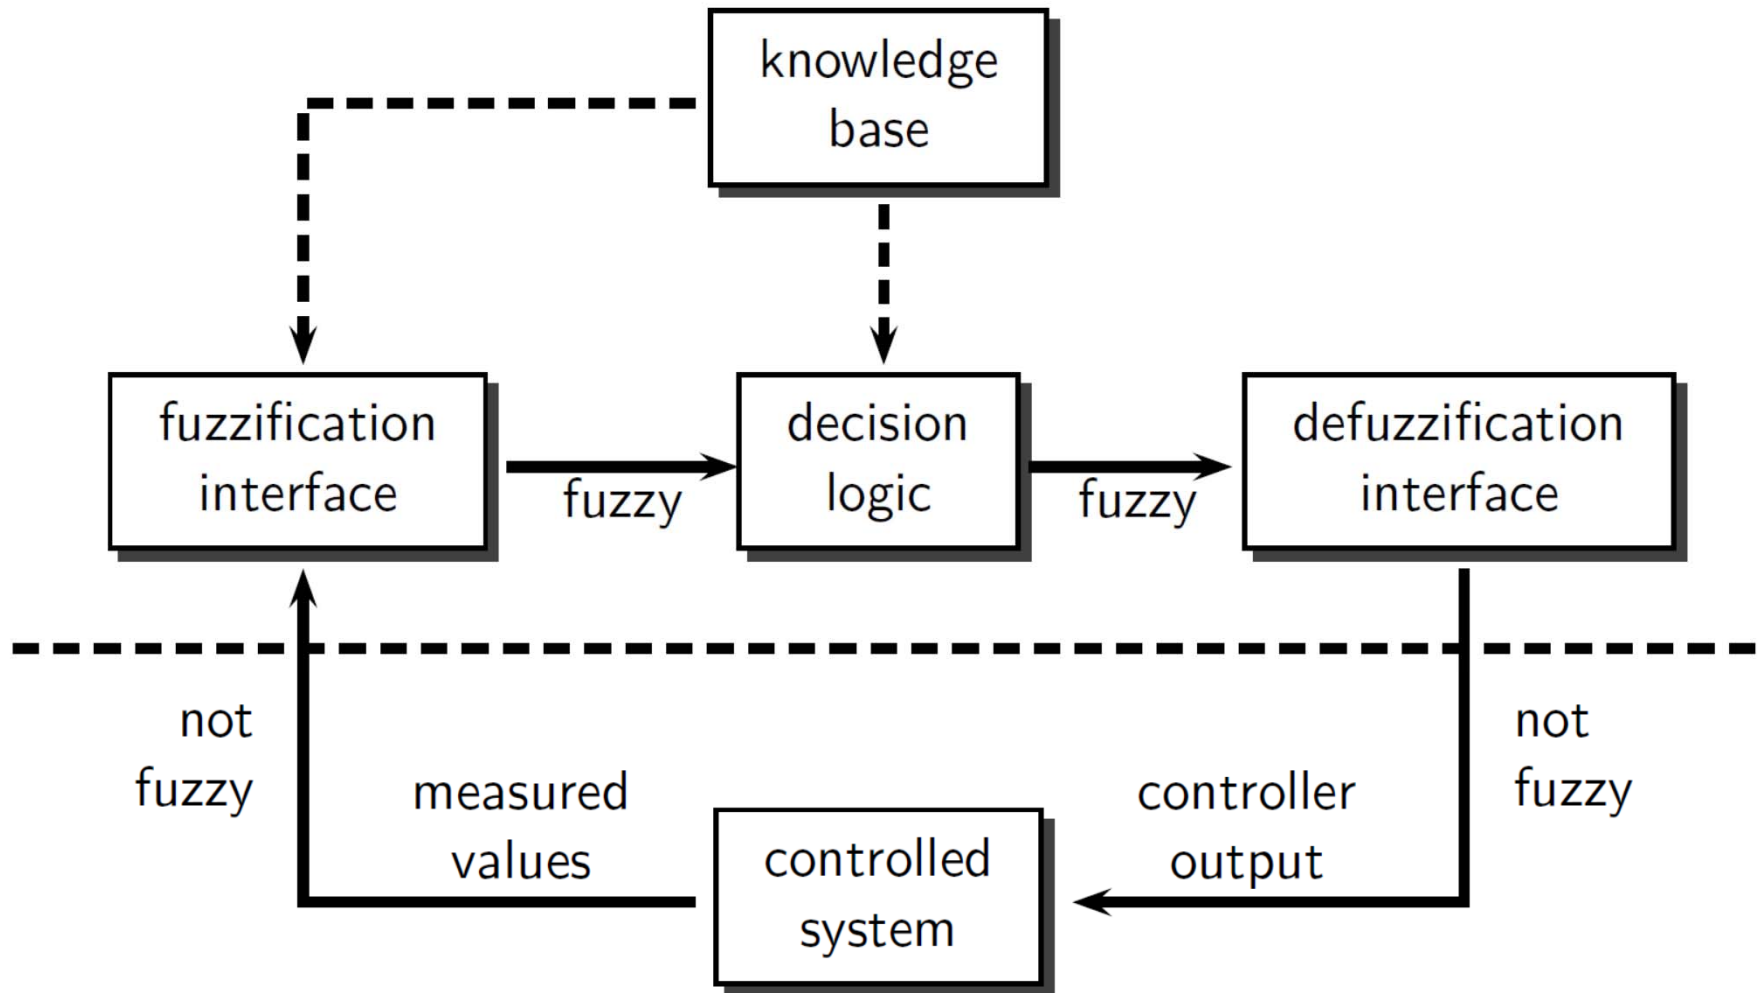 knowledge
base
fuzzification
interface
fuzzy
decision
logic
fuzzy
defuzzification
interface
not
fuzzy
measured
values
controlled
system
controller
output
not
fuzzy